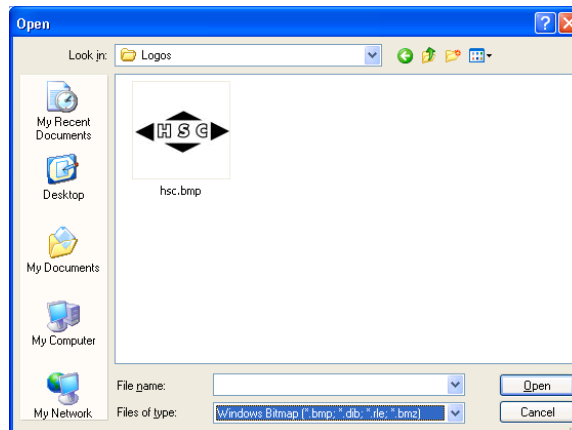 Open
Look in:
Logos
My Recent
Documents
Desktop
My Documents
My Computer
My Network
HSC
hsc.bmp
File name:
Open
Files of type:
Windows Bitmap (*.bmp; *.dib; *.rle; *.bmz)
Cancel